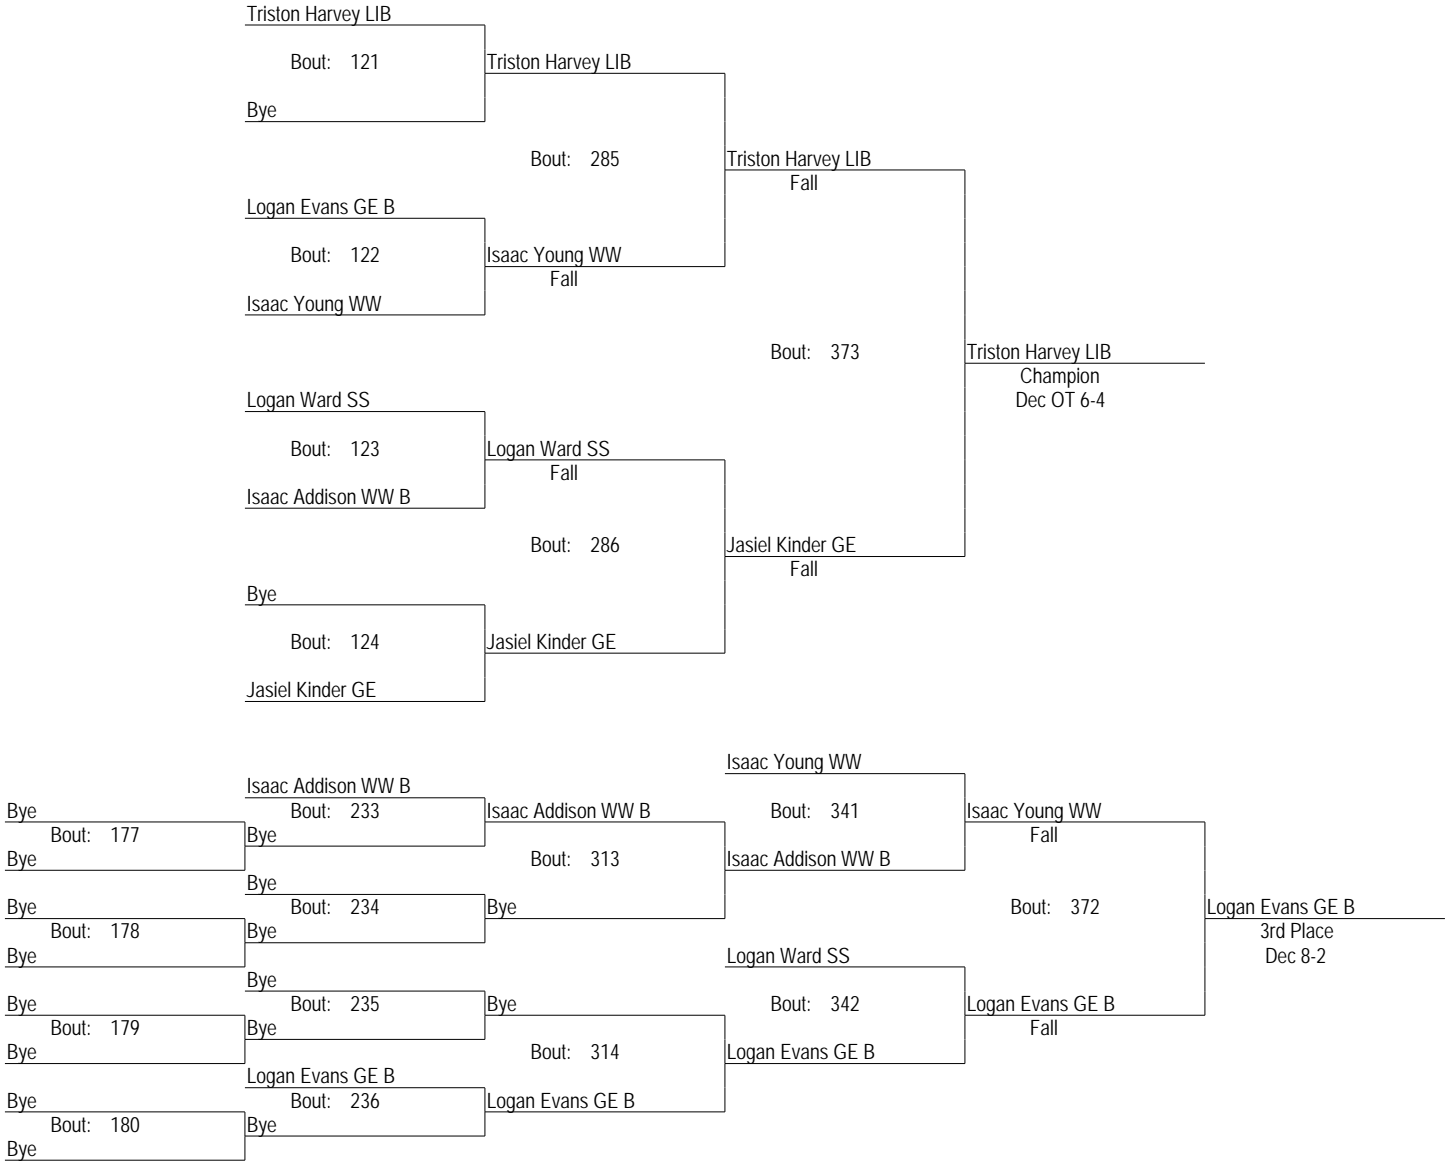 Triston Harvey LIB
Bout: 121
Triston Harvey LIB
Bye
Bout: 285
Triston Harvey LIB
Fall
Logan Evans GE B
Bout: 122
Isaac Young WW
Fall
Isaac Young WW
Bout: 373
Triston Harvey LIB
Champion
Dec OT 6-4
Logan Ward SS
Bout: 123
Logan Ward SS
Fall
Isaac Addison WW B
Bout: 286
Jasiel Kinder GE
Fall
Bye
Bout: 124
Jasiel Kinder GE
Jasiel Kinder GE
Isaac Young WW
Isaac Addison WW B
Bye
Bout: 233
Isaac Addison WW B
Bout: 341
Isaac Young WW
Bout: 177
Bye
Fall
Bye
Bout: 313
Isaac Addison WW B
Bye
Bye
Bout: 234
Bye
Bout: 372
Logan Evans GE B
Bout: 178
Bye
3rd Place
Bye
Logan Ward SS
Dec 8-2
Bye
Bye
Bout: 235
Bye
Bout: 342
Logan Evans GE B
Bout: 179
Bye
Fall
Bye
Bout: 314
Logan Evans GE B
Logan Evans GE B
Bye
Bout: 236
Logan Evans GE B
Bout: 180
Bye
Bye